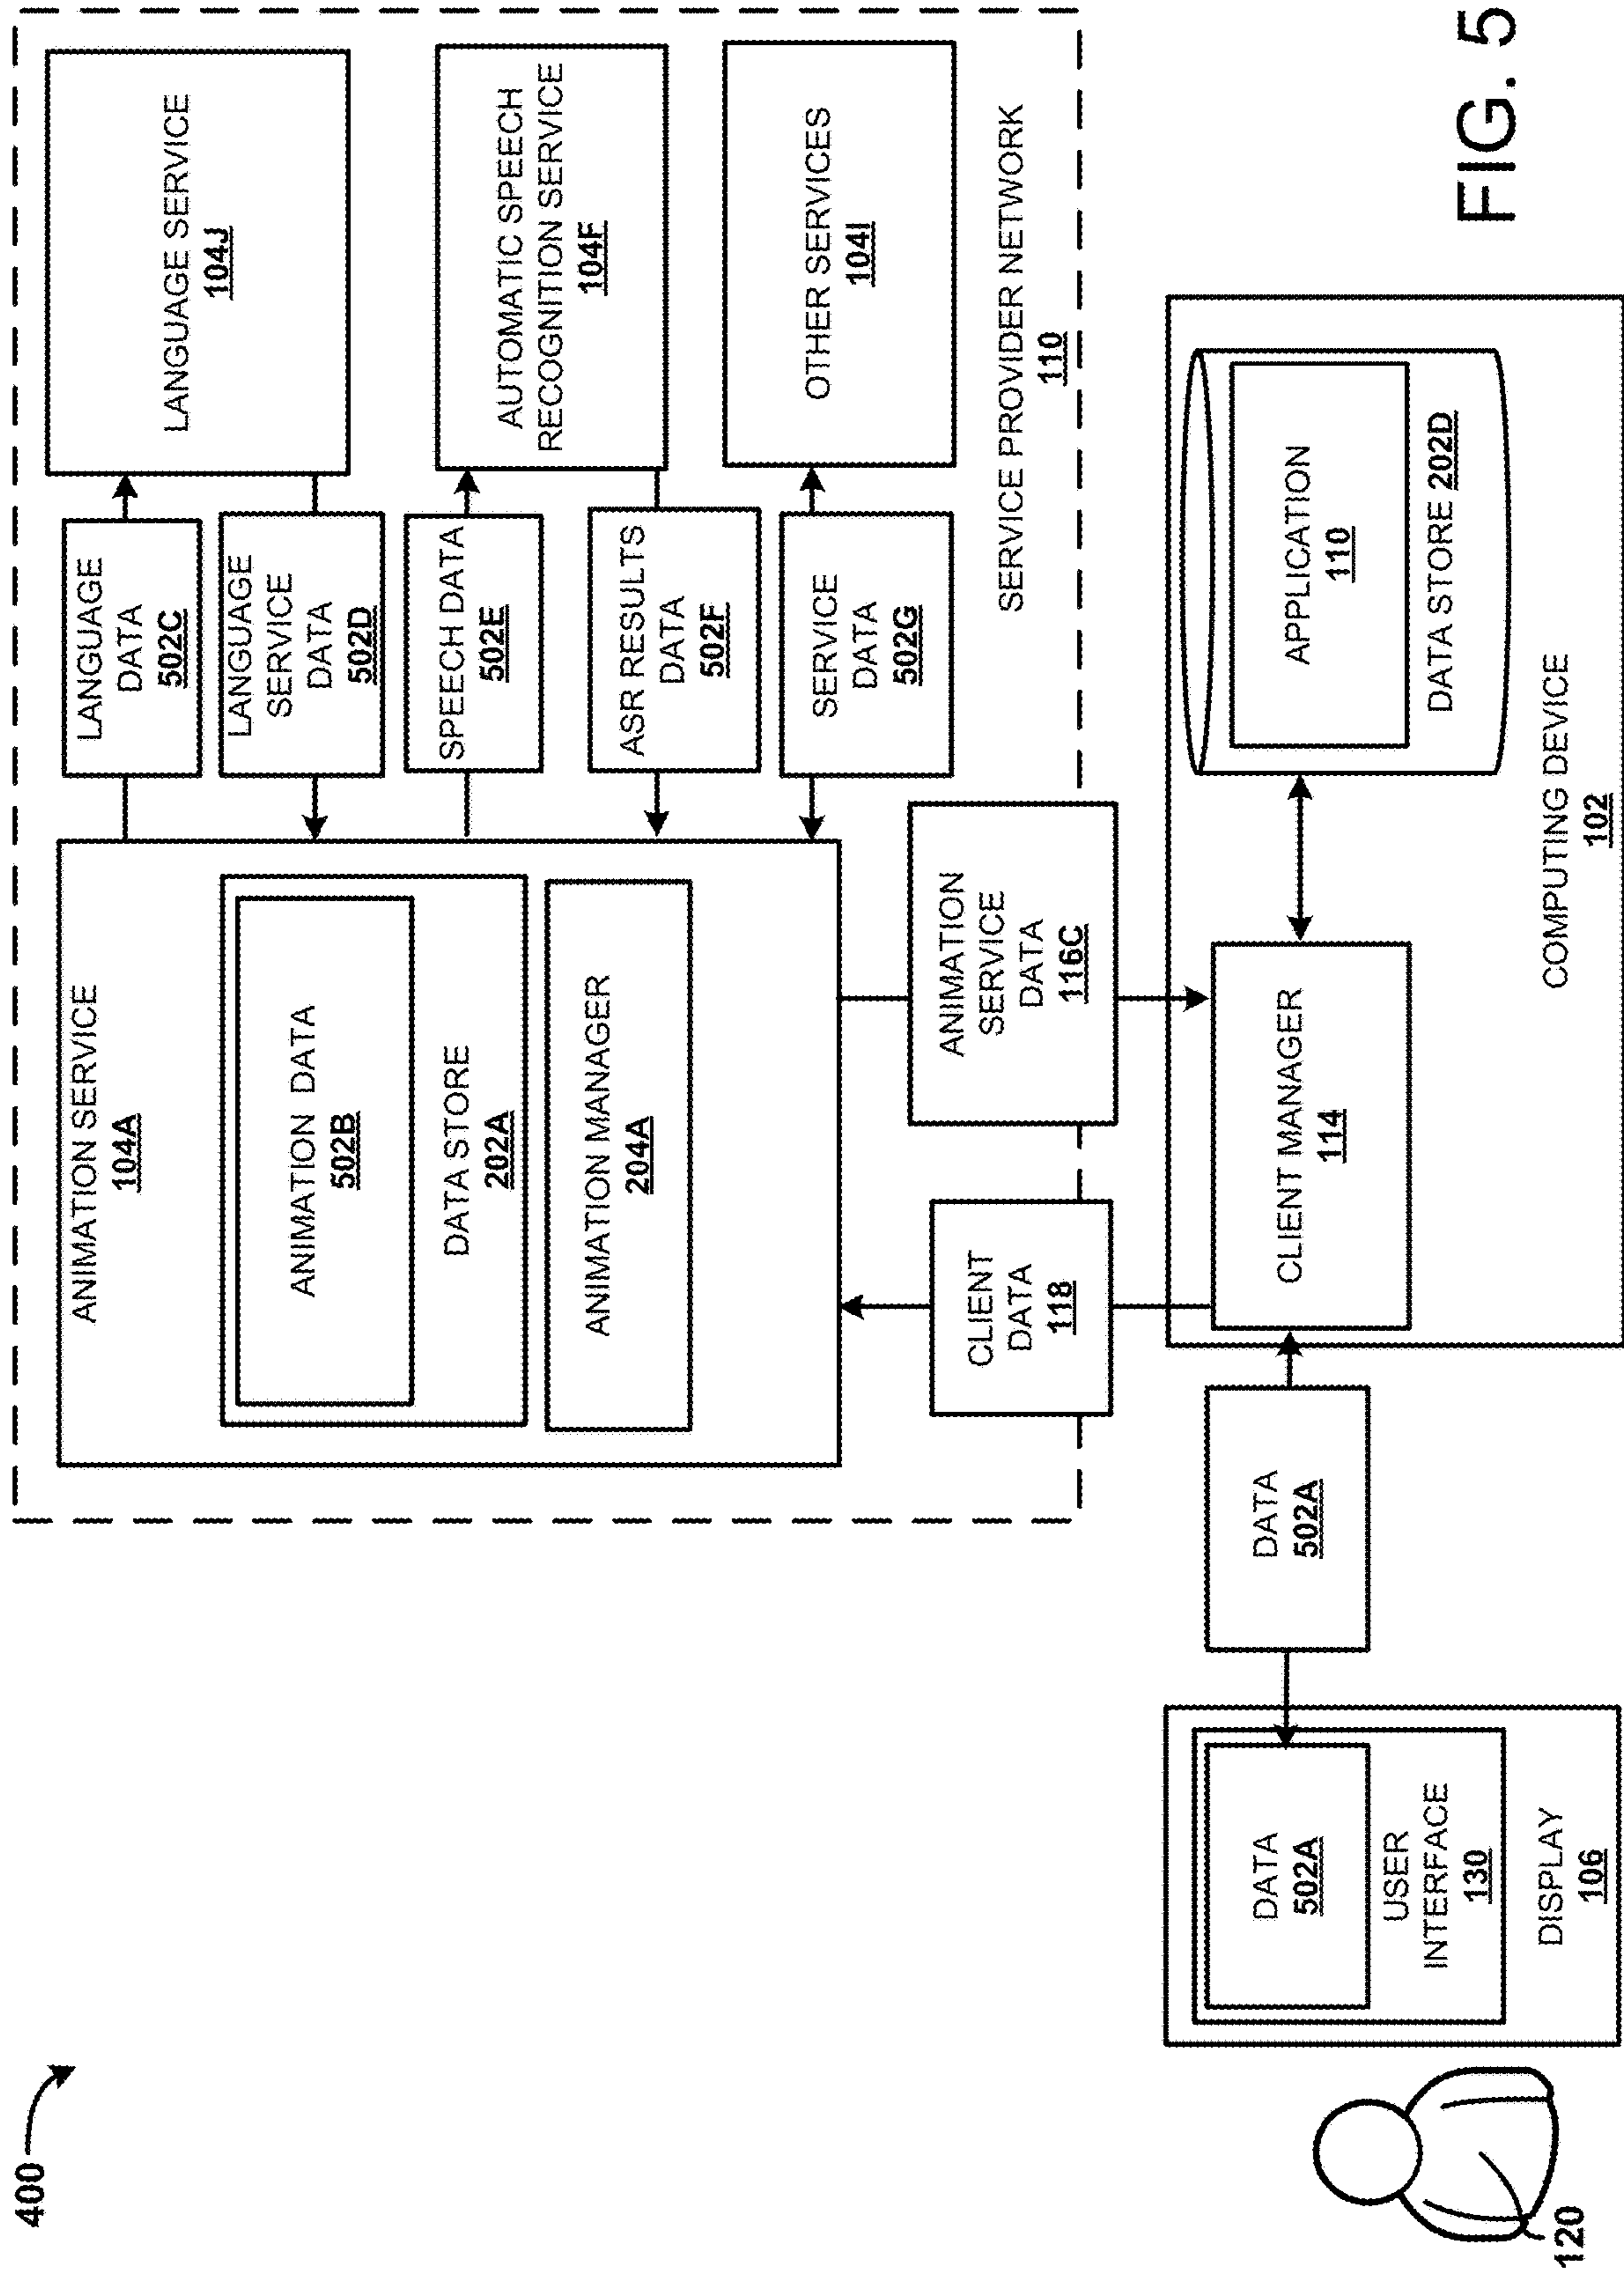 400
ANIMATION SERVICE
104A
ANIMATION DATA
502B
DATA STORE
202A
ANIMATION MANAGER
204A
LANGUAGE
DATA
502C
LANGUAGE
SERVICE
DATA
502D
SPEECH DATA
502E
ASR RESULTS
DATA
502F
SERVICE
DATA
502G
LANGUAGE SERVICE
104J
AUTOMATIC SPEECH
RECOGNITION SERVICE
104F
OTHER SERVICES
104I
SERVICE PROVIDER NETWORK
110
CLIENT
DATA
118
ANIMATION
SERVICE
DATA
116C
DATA
502A
USER
INTERFACE
130
DISPLAY
106
120
DATA
502A
CLIENT MANAGER
114
APPLICATION
110
DATA STORE 202D
COMPUTING DEVICE
102
FIG. 5